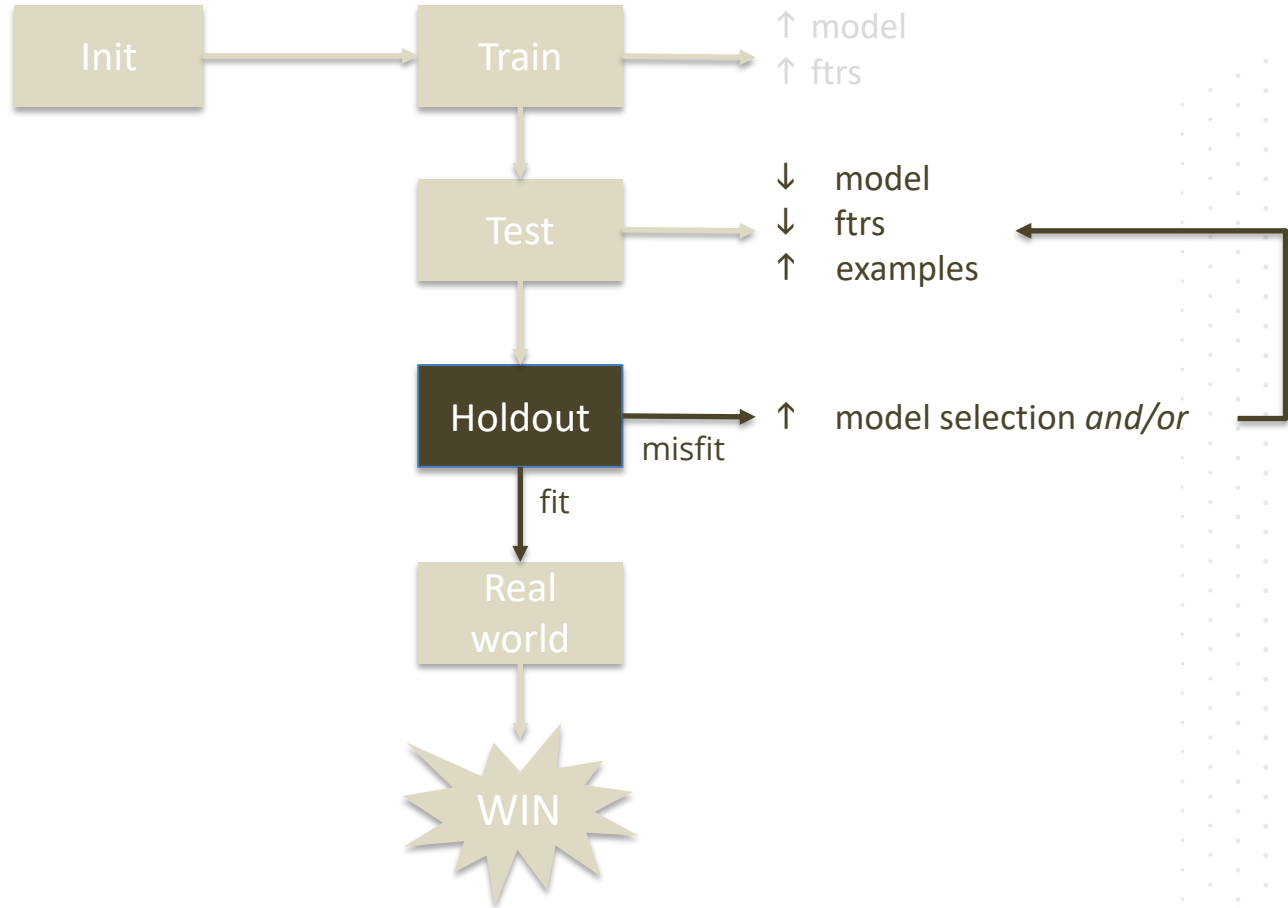 Init
Train
↑ model
↑ ftrs
Test
↓ model
↓ ftrs
↑ examples
Holdout
misfit
↑ model selection and/or
fit
Real
world
WIN